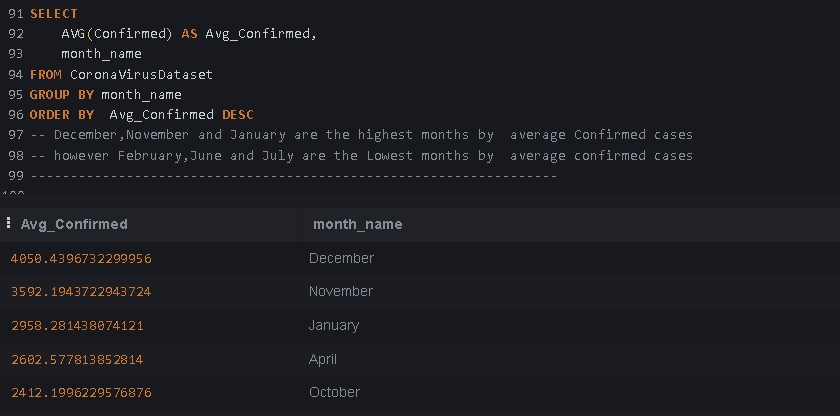 91 SELECT
92     AVG(Confirmed) AS Avg_Confirmed,
93     month_name
94 FROM CoronaVirusDataset
95 GROUP BY month_name
96 ORDER BY  Avg_Confirmed DESC
97 -- December,November and January are the highest months by  average Confirmed cases
98 -- however February,June and July are the Lowest months by  average confirmed cases
99 ------------------------------------------------------------------
Avg_Confirmed month_name
4050.4396732299956 December
3592.1943722943724 November
2958.281438074121 January
2602.577813852814 April
2412.1996229576876 October